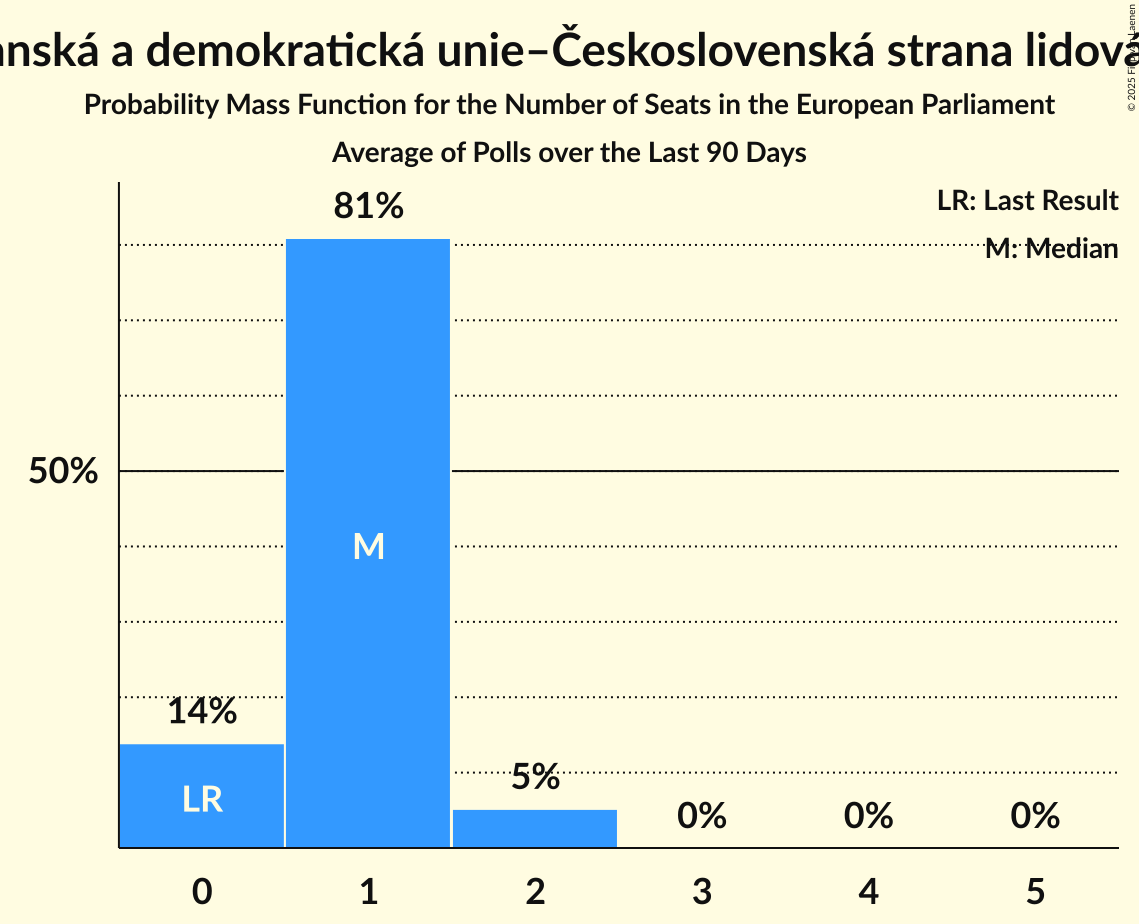 nská a demokratická unie–Československá strana lidov
Probability Mass Function for the Number of Seats in the European Parliament
Average of Polls over the Last 90 Days
© 2025 Laenen
LR: Last Result
M: Median
81%
50%
M
14%
LR
5%
0% 0% 0%
0 1 2 3 4 5